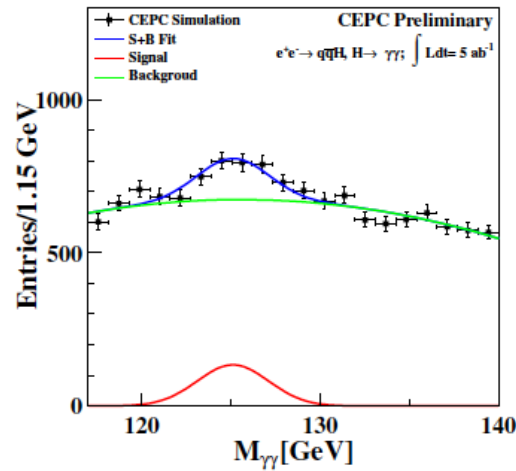 CEPC Simulation
S+B Fit
Signal
Backgroud
CEPC Preliminary
e⁺e⁻→ qq̅H, H→ γγ; ∫ Ldt= 5 ab⁻¹
Entries/1.15 GeV
1000
500
0
120
130
140
Mγγ[GeV]